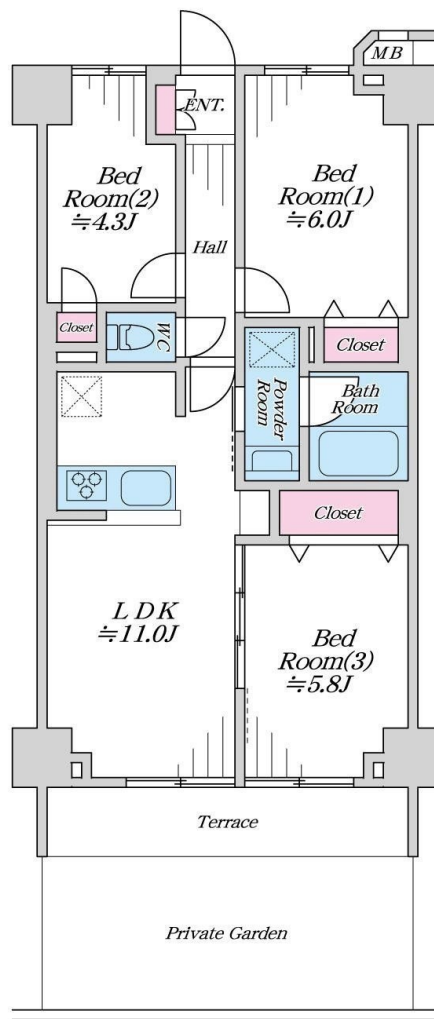 MB
ENT.
Bed
Room(2)
≒4.3J
Bed
Room(1)
≒6.0J
Hall
Closet
WC
Closet
Powder
Room
Bath
Room
Closet
LDK
≒11.0J
Bed
Room(3)
≒5.8J
Terrace
Private Garden